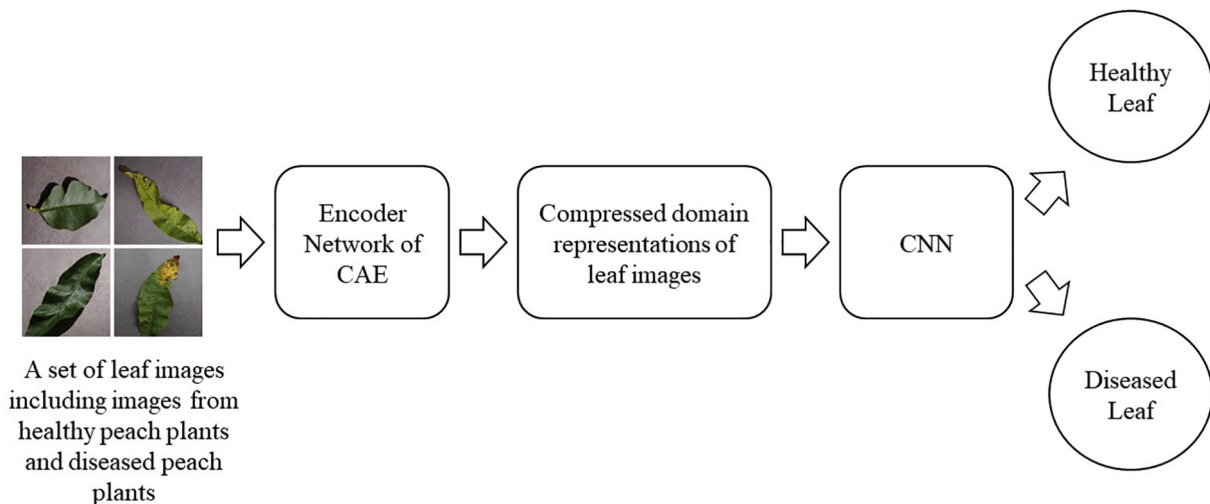 A set of leaf images
including images from
healthy peach plants
and diseased peach
plants
Encoder
Network of
CAE
Compressed domain
representations of
leaf images
CNN
Healthy
Leaf
Diseased
Leaf